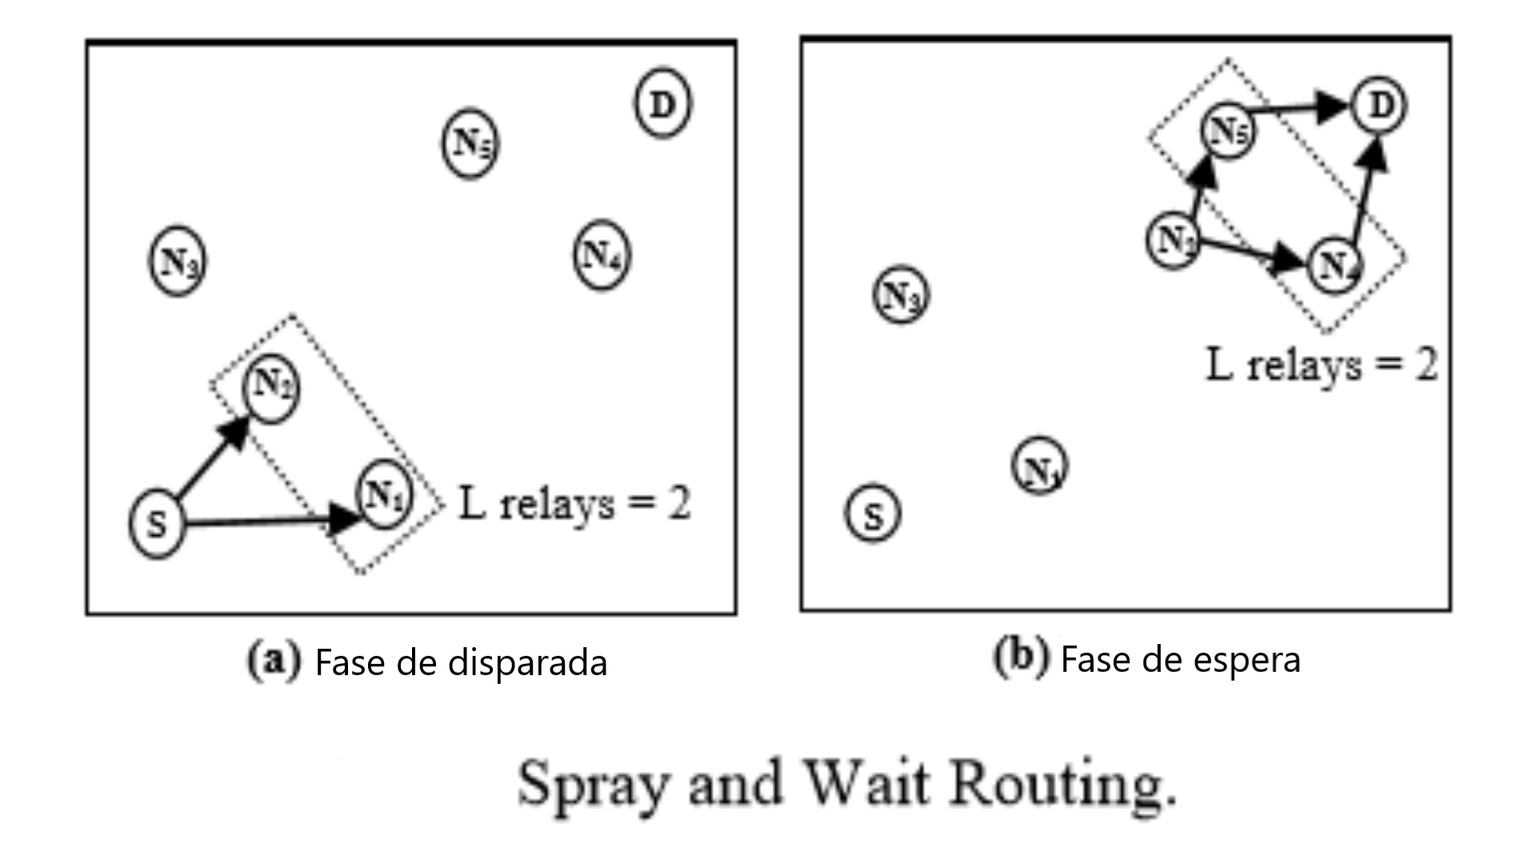 D
N5
N3
N4
N2
N1
S
L relays = 2
(a) Fase de disparada
D
N5
N2
N4
N3
L relays = 2
N1
S
(b) Fase de espera
Spray and Wait Routing.